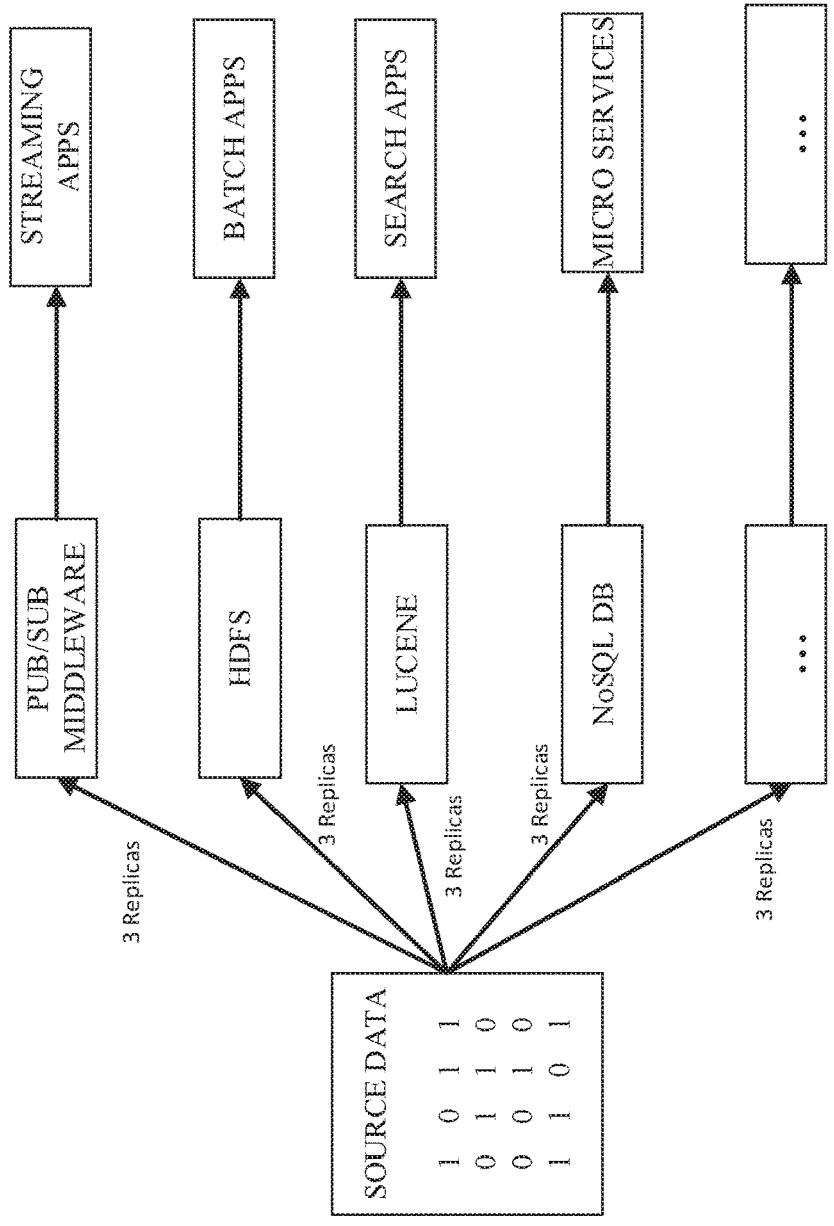 SOURCE DATA
1 0 1 1
0 1 1 0
0 0 1 0
1 1 0 1
3 Replicas
3 Replicas
3 Replicas
3 Replicas
3 Replicas
PUB/SUB
MIDDLEWARE
HDFS
LUCENE
NoSQL DB
...
STREAMING
APPS
BATCH APPS
SEARCH APPS
MICRO SERVICES
...